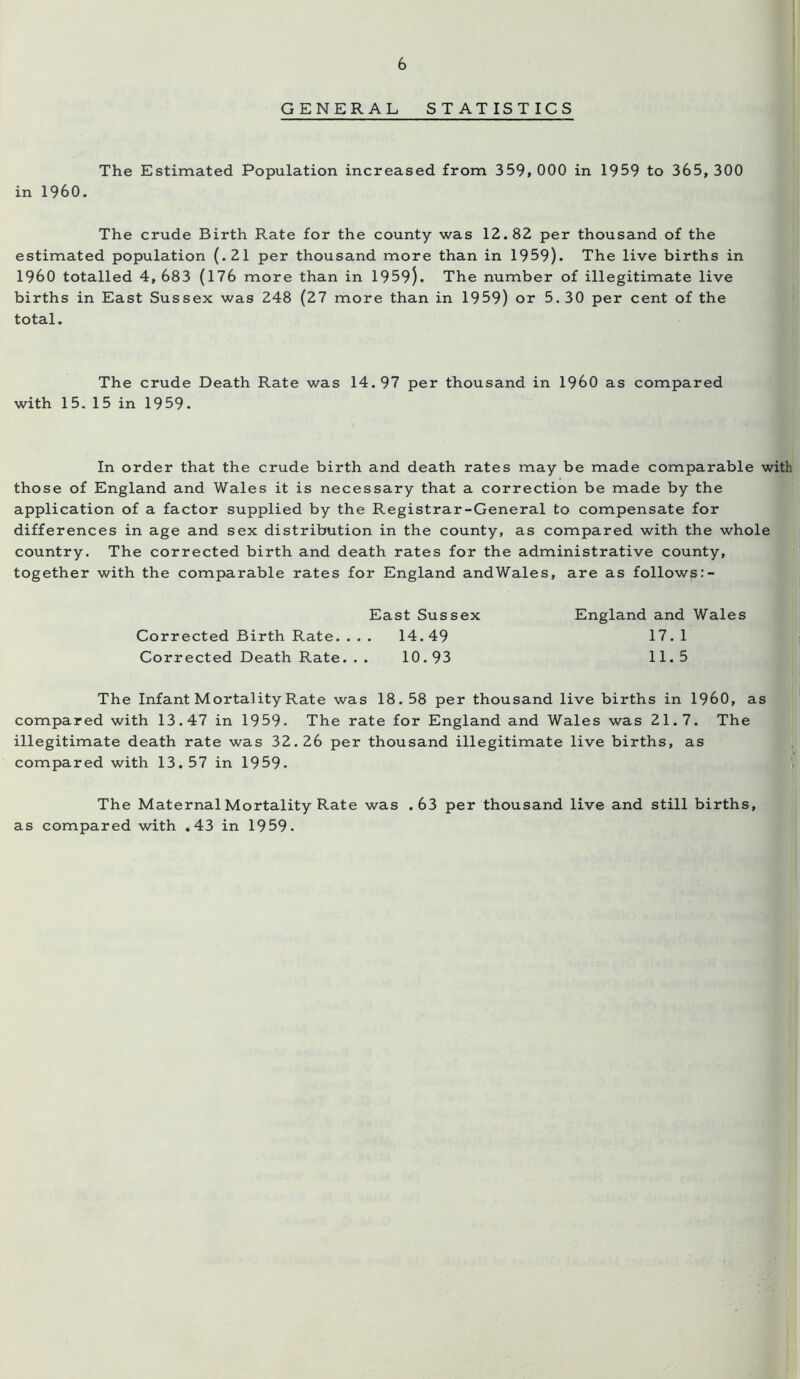 6
GENERAL STATISTICS
The Estimated Population increased from 359,000 in 1959 to 365,300
in 1960.
The crude Birth Rate for the county was 12.82 per thousand of the
estimated population (.21 per thousand more than in 1959). The live births in
1960 totalled 4,683 (176 more than in 1959). The number of illegitimate live
births in East Sussex was 248 (27 more than in 1959) or 5.30 per cent of the
total.
The crude Death Rate was 14.97 per thousand in 1960 as compared
with 15.15 in 1959.
In order that the crude birth and death rates may be made comparable with
those of England and Wales it is necessary that a correction be made by the
application of a factor supplied by the Registrar-General to compensate for
differences in age and sex distribution in the county, as compared with the whole
country. The corrected birth and death rates for the administrative county,
together with the comparable rates for England andWales, are as follows:-
East Sussex England and Wales
Corrected Birth Rate.... 14.49 17.1
Corrected Death Rate... 10.93 11.5
The Infant Mortality Rate was 18.58 per thousand live births in 1960, as
compared with 13.47 in 1959. The rate for England and Wales was 21.7. The
illegitimate death rate was 32.26 per thousand illegitimate live births, as
compared with 13.57 in 1959.
The Maternal Mortality Rate was .63 per thousand live and still births,
as compared with .43 in 1959.